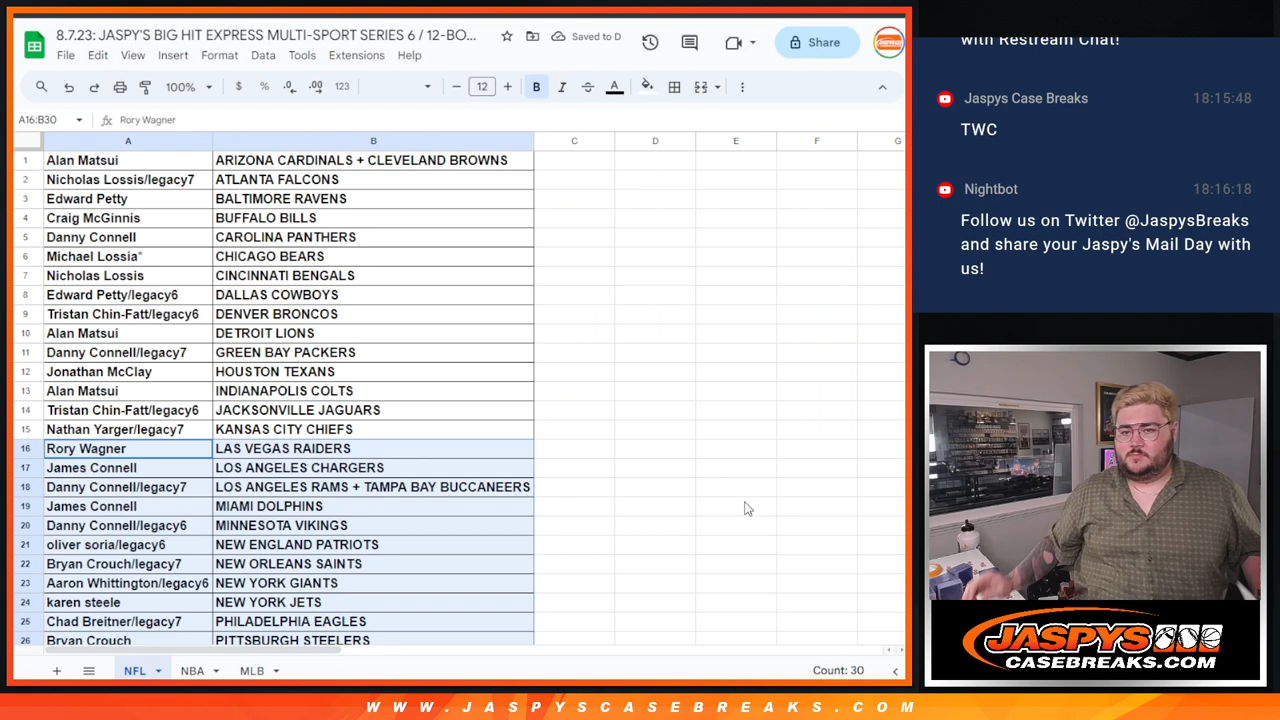 8.7.23: JASPY'S BIG HIT EXPRESS MULTI-SPORT SERIES 6 / 12-BO...
Saved to D
Share
File Edit View Insert Format Data Tools Extensions Help
100% $ % .0 .00 123 12 B I A
A16:B30 fx Rory Wagner
A B C D E F G
1 Alan Matsui ARIZONA CARDINALS + CLEVELAND BROWNS
2 Nicholas Lossis/legacy7 ATLANTA FALCONS
3 Edward Petty BALTIMORE RAVENS
4 Craig McGinnis BUFFALO BILLS
5 Danny Connell CAROLINA PANTHERS
6 Michael Lossia* CHICAGO BEARS
7 Nicholas Lossis CINCINNATI BENGALS
8 Edward Petty/legacy6 DALLAS COWBOYS
9 Tristan Chin-Fatt/legacy6 DENVER BRONCOS
10 Alan Matsui DETROIT LIONS
11 Danny Connell/legacy7 GREEN BAY PACKERS
12 Jonathan McClay HOUSTON TEXANS
13 Alan Matsui INDIANAPOLIS COLTS
14 Tristan Chin-Fatt/legacy6 JACKSONVILLE JAGUARS
15 Nathan Yarger/legacy7 KANSAS CITY CHIEFS
16 Rory Wagner LAS VEGAS RAIDERS
17 James Connell LOS ANGELES CHARGERS
18 Danny Connell/legacy7 LOS ANGELES RAMS + TAMPA BAY BUCCANEERS
19 James Connell MIAMI DOLPHINS
20 Danny Connell/legacy6 MINNESOTA VIKINGS
21 oliver soria/legacy6 NEW ENGLAND PATRIOTS
22 Bryan Crouch/legacy7 NEW ORLEANS SAINTS
23 Aaron Whittington/legacy6 NEW YORK GIANTS
24 karen steele NEW YORK JETS
25 Chad Breitner/legacy7 PHILADELPHIA EAGLES
26 Bryan Crouch PITTSBURGH STEELERS
NFL NBA MLB Count: 30
with Restream Chat!
Jaspys Case Breaks 18:15:48
TWC
Nightbot 18:16:18
Follow us on Twitter @JaspysBreaks
and share your Jaspy's Mail Day with
us!
JASPYS
CASEBREAKS.COM
WWW.JASPYSCASEBREAKS.COM